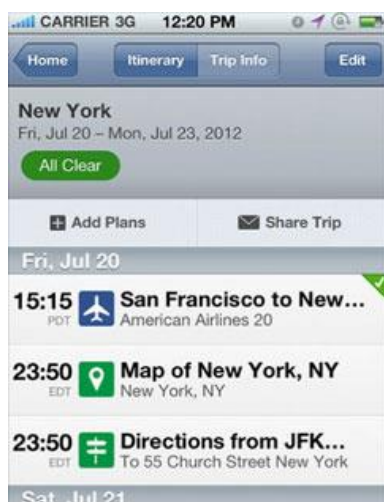 CARRIER 3G 12:20 PM
Home Itinerary Trip Info Edit
New York
Fri, Jul 20 – Mon, Jul 23, 2012
All Clear
Add Plans Share Trip
Fri, Jul 20
15:15 San Francisco to New...
PDT American Airlines 20
23:50 Map of New York, NY
EDT New York, NY
23:50 Directions from JFK...
EDT To 55 Church Street New York
Sat, Jul 21